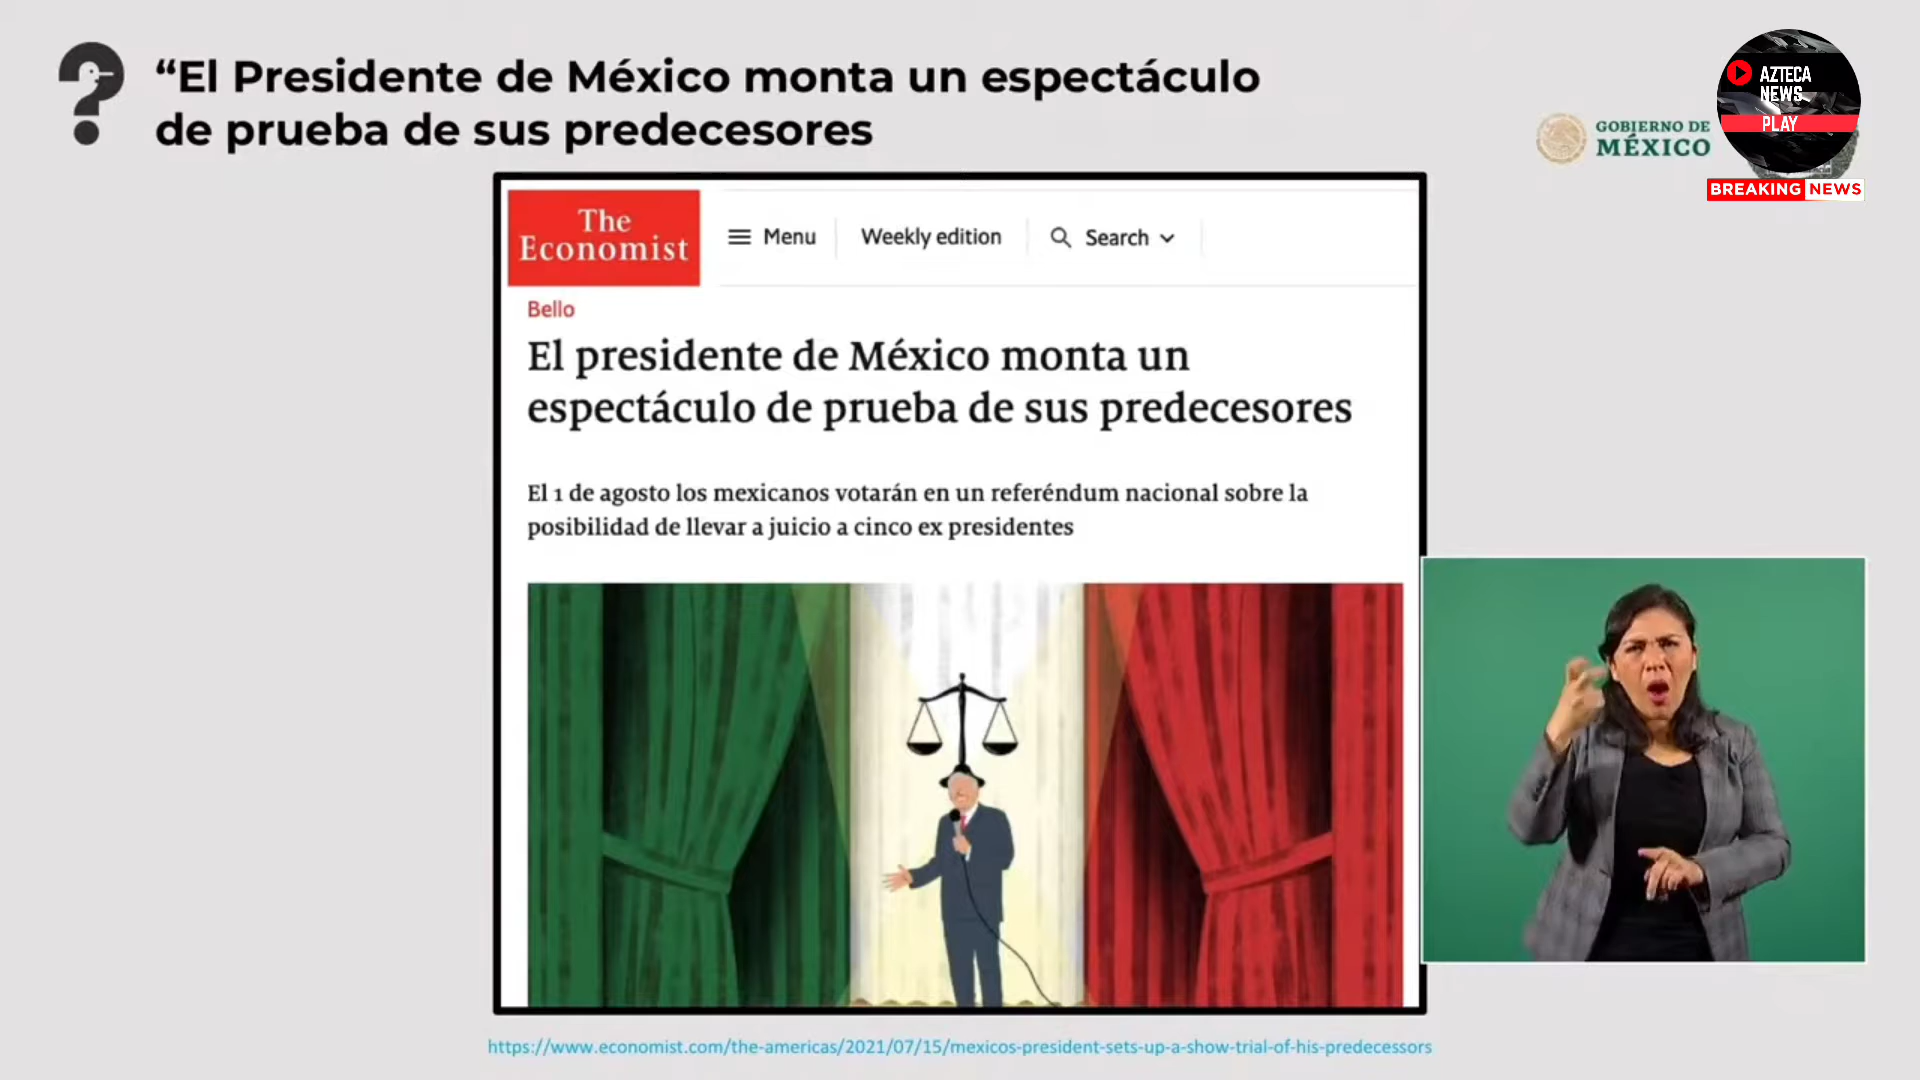 “El Presidente de México monta un espectáculo
de prueba de sus predecesores
AZTECA
NEWS
PLAY
GOBIERNO DE
MÉXICO
BREAKING NEWS
The
Economist
Menu
Weekly edition
Search
Bello
El presidente de México monta un
espectáculo de prueba de sus predecesores
El 1 de agosto los mexicanos votarán en un referéndum nacional sobre la
posibilidad de llevar a juicio a cinco ex presidentes
https://www.economist.com/the-americas/2021/07/15/mexicos-president-sets-up-a-show-trial-of-his-predecessors